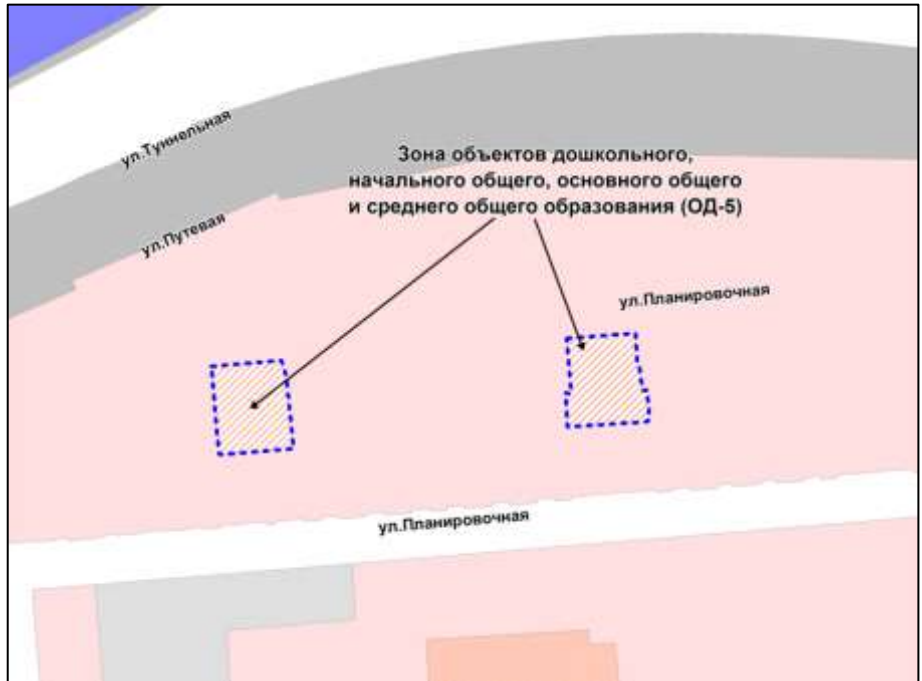 ул.Туннельная
Зона объектов дошкольного,
начального общего, основного общего
и среднего общего образования (ОД-5)
ул.Путевая
ул.Планировочная
ул.Планировочная